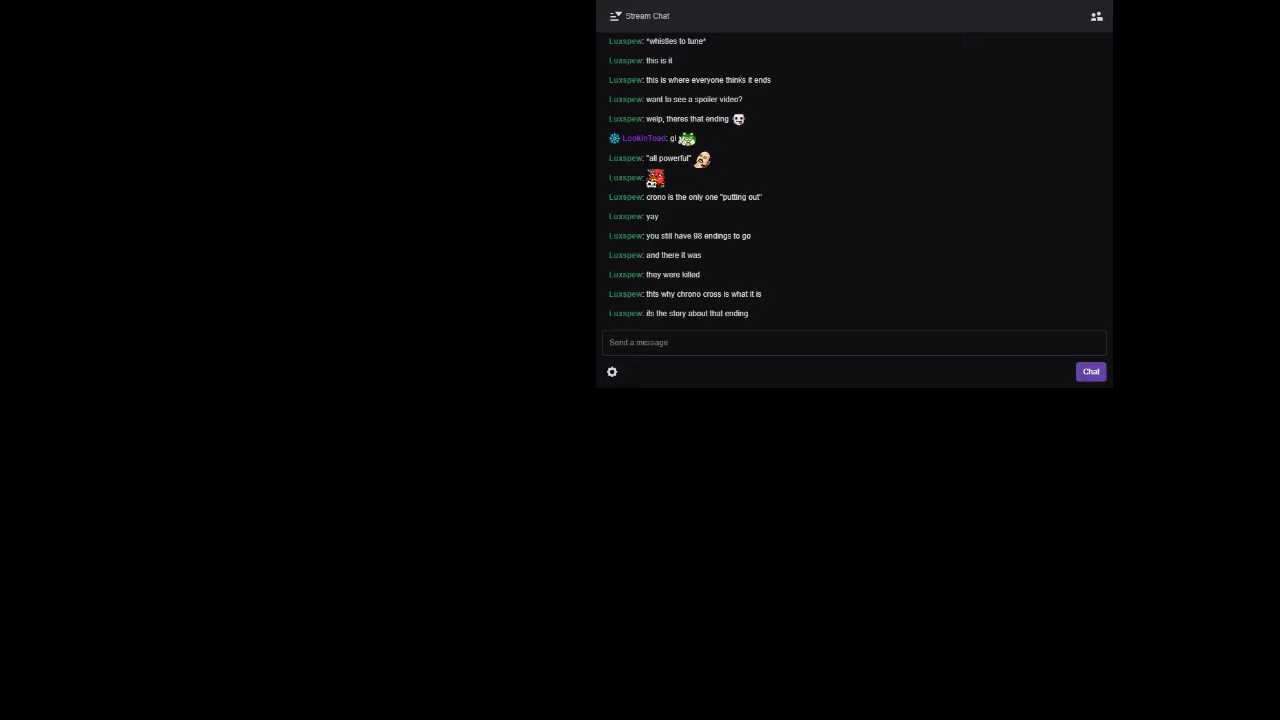 Stream Chat
Luxspew: *whistles to tune*
Luxspew: this is it
Luxspew: this is where everyone thinks it ends
Luxspew: want to see a spoiler video?
Luxspew: welp, theres that ending
LookinToad: gl
Luxspew: "all powerful"
Luxspew:
Luxspew: crono is the only one "putting out"
Luxspew: yay
Luxspew: you still have 98 endings to go
Luxspew: and there it was
Luxspew: they were killed
Luxspew: thts why chrono cross is what it is
Luxspew: its the story about that ending
Send a message
Chat